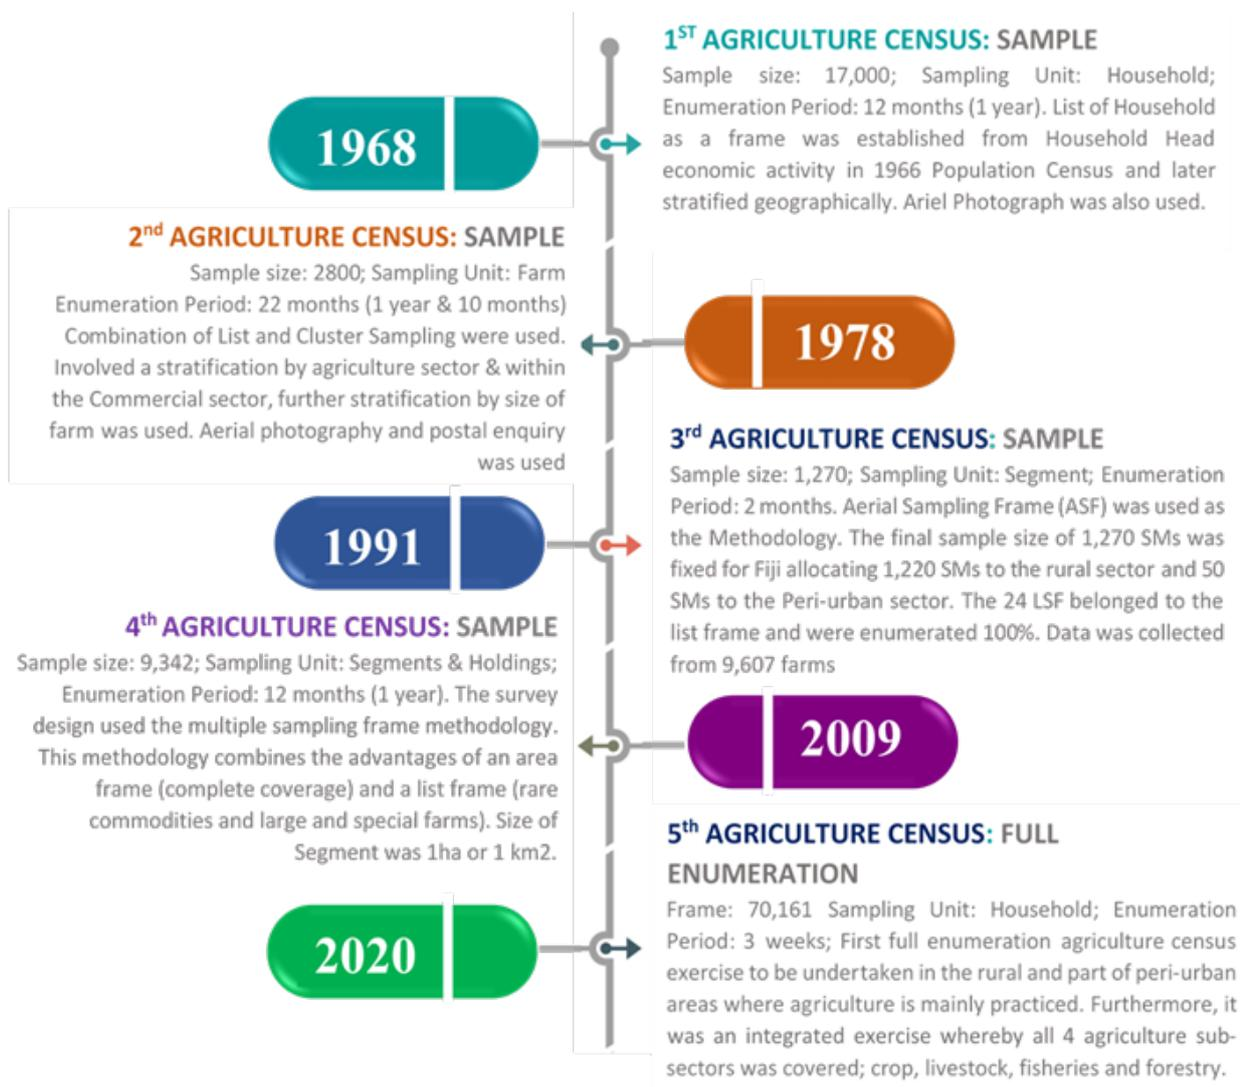 1968
1ST AGRICULTURE CENSUS: SAMPLE
Sample size: 17,000; Sampling Unit: Household;
Enumeration Period: 12 months (1 year). List of Household
as a frame was established from Household Head
economic activity in 1966 Population Census and later
stratified geographically. Ariel Photograph was also used.
2nd AGRICULTURE CENSUS: SAMPLE
Sample size: 2800; Sampling Unit: Farm
Enumeration Period: 22 months (1 year & 10 months)
Combination of List and Cluster Sampling were used.
Involved a stratification by agriculture sector & within
the Commercial sector, further stratification by size of
farm was used. Aerial photography and postal enquiry
was used
1978
1991
3rd AGRICULTURE CENSUS: SAMPLE
Sample size: 1,270; Sampling Unit: Segment; Enumeration
Period: 2 months. Aerial Sampling Frame (ASF) was used as
the Methodology. The final sample size of 1,270 SMs was
fixed for Fiji allocating 1,220 SMs to the rural sector and 50
SMs to the Peri-urban sector. The 24 LSF belonged to the
list frame and were enumerated 100%. Data was collected
from 9,607 farms
4th AGRICULTURE CENSUS: SAMPLE
Sample size: 9,342; Sampling Unit: Segments & Holdings;
Enumeration Period: 12 months (1 year). The survey
design used the multiple sampling frame methodology.
This methodology combines the advantages of an area
frame (complete coverage) and a list frame (rare
commodities and large and special farms). Size of
Segment was 1ha or 1 km2.
2009
2020
5th AGRICULTURE CENSUS: FULL
ENUMERATION
Frame: 70,161 Sampling Unit: Household; Enumeration
Period: 3 weeks; First full enumeration agriculture census
exercise to be undertaken in the rural and part of peri-urban
areas where agriculture is mainly practiced. Furthermore, it
was an integrated exercise whereby all 4 agriculture sub-
sectors was covered; crop, livestock, fisheries and forestry.